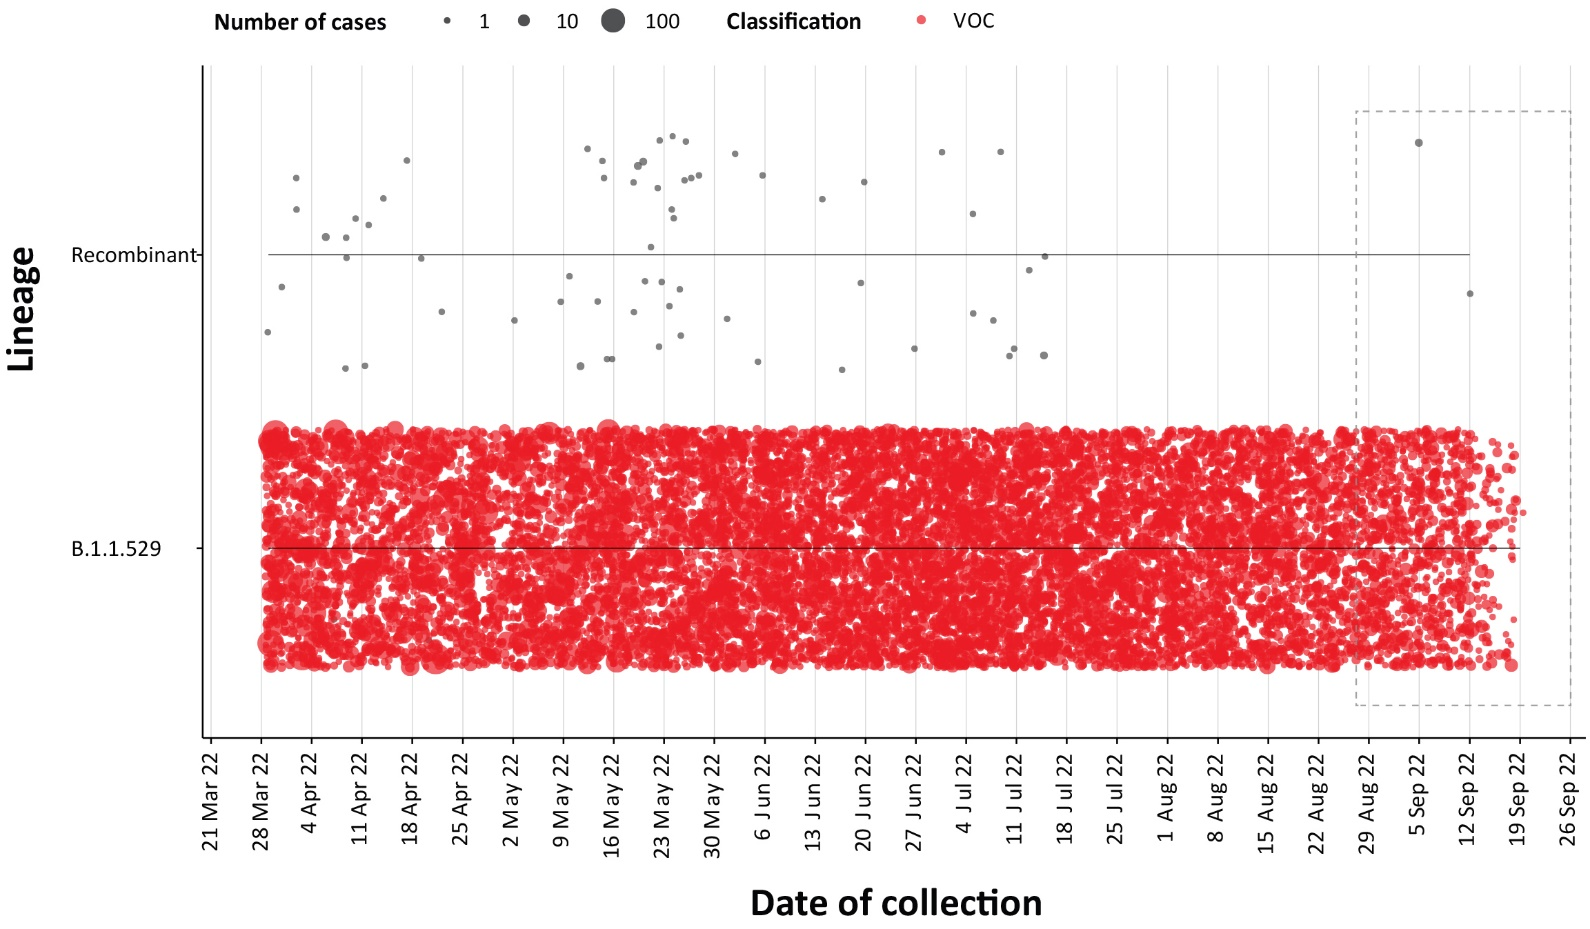 Number of cases 1 10 100 Classification VOC
Lineage
Recombinant
B.1.1.529
21 Mar 22
28 Mar 22
4 Apr 22
11 Apr 22
18 Apr 22
25 Apr 22
2 May 22
9 May 22
16 May 22
23 May 22
30 May 22
6 Jun 22
13 Jun 22
20 Jun 22
27 Jun 22
4 Jul 22
11 Jul 22
18 Jul 22
25 Jul 22
1 Aug 22
8 Aug 22
15 Aug 22
22 Aug 22
29 Aug 22
5 Sep 22
12 Sep 22
19 Sep 22
26 Sep 22
Date of collection